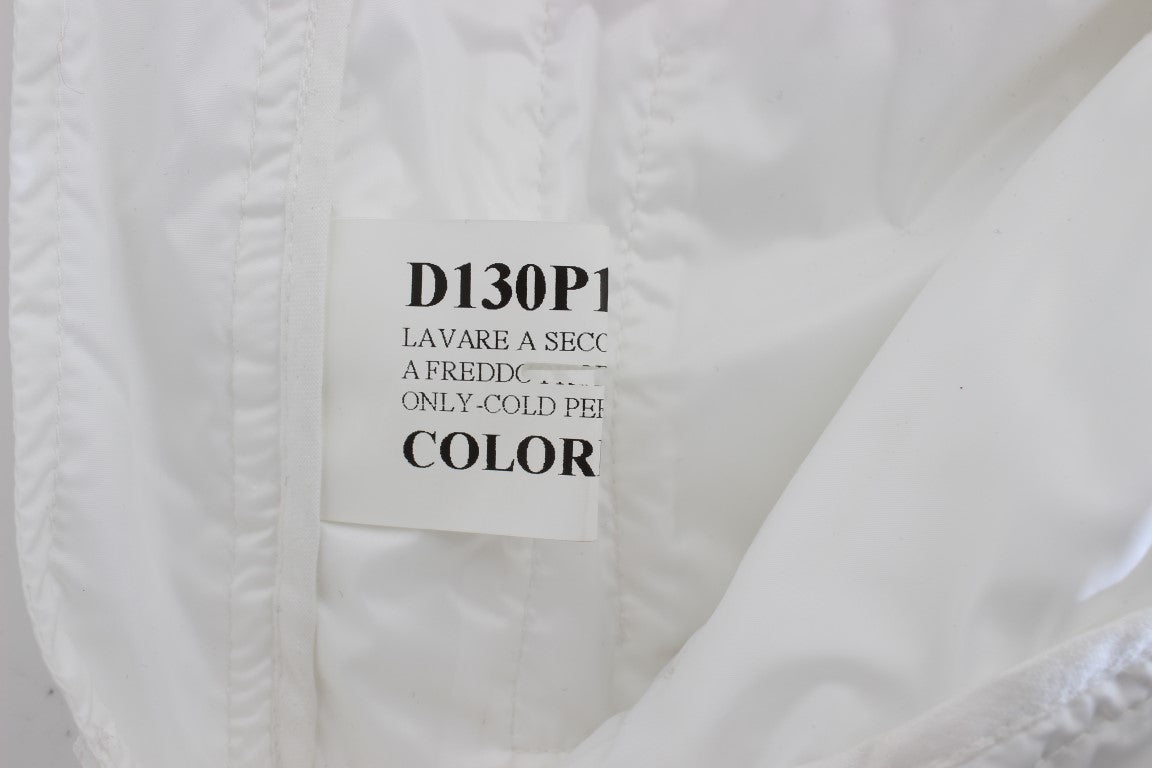 D130P1
LAVARE A SECC
A FREDDO
ONLY-COLD PER
COLOR